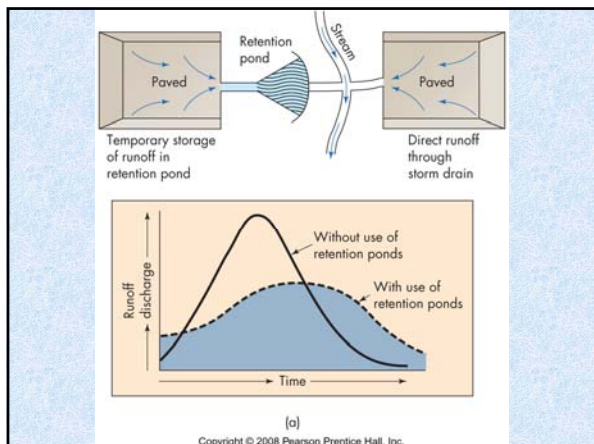 Retention
pond
Stream
Paved
Paved
Temporary storage
of runoff in
retention pond
Direct runoff
through
storm drain
Without use of
retention ponds
With use of
retention ponds
Runoff
discharge
Time
(a)
Copyright © 2008 Pearson Prentice Hall, Inc.